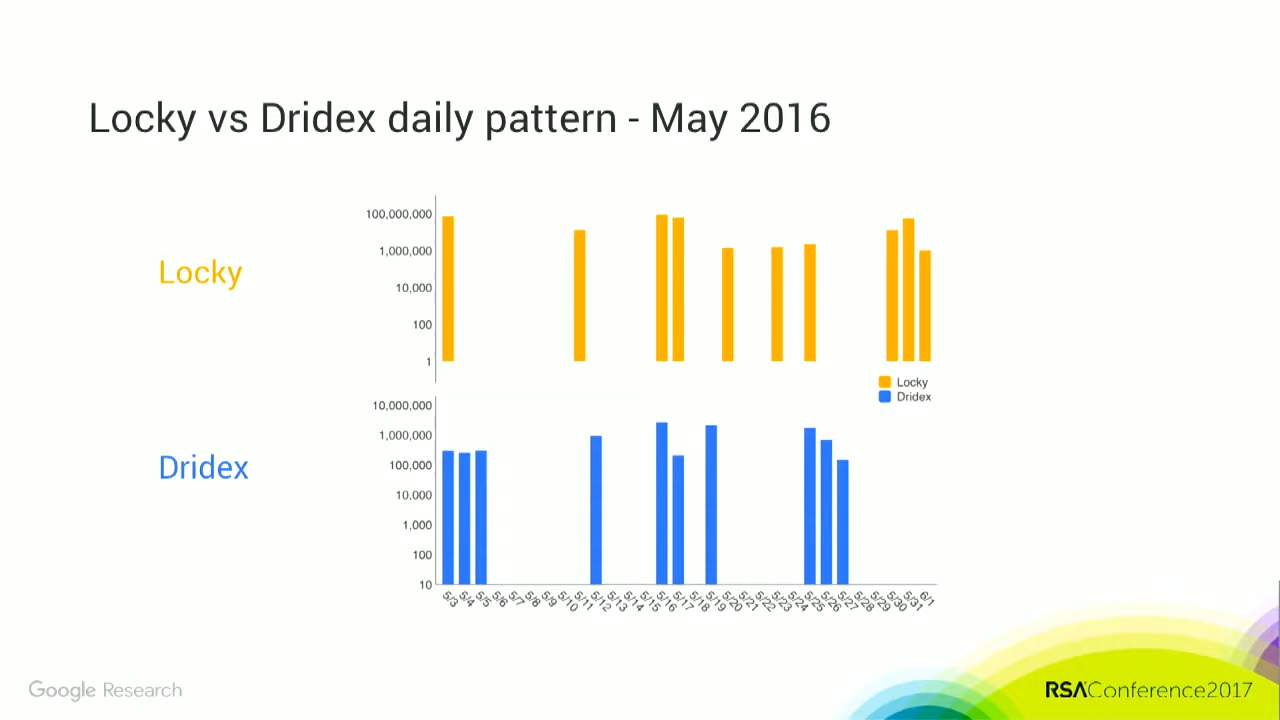 Locky vs Dridex daily pattern - May 2016
Locky
100,000,000
1,000,000
10,000
100
1
Locky
Dridex
Dridex
10,000,000
1,000,000
100,000
10,000
1,000
100
10
5/3 5/4 5/5 5/6 5/7 5/8 5/9 5/10 5/11 5/12 5/13 5/14 5/15 5/16 5/17 5/18 5/19 5/20 5/21 5/22 5/23 5/24 5/25 5/26 5/27 5/28 5/29 5/30 5/31 6/1
Google Research
RSAConference2017